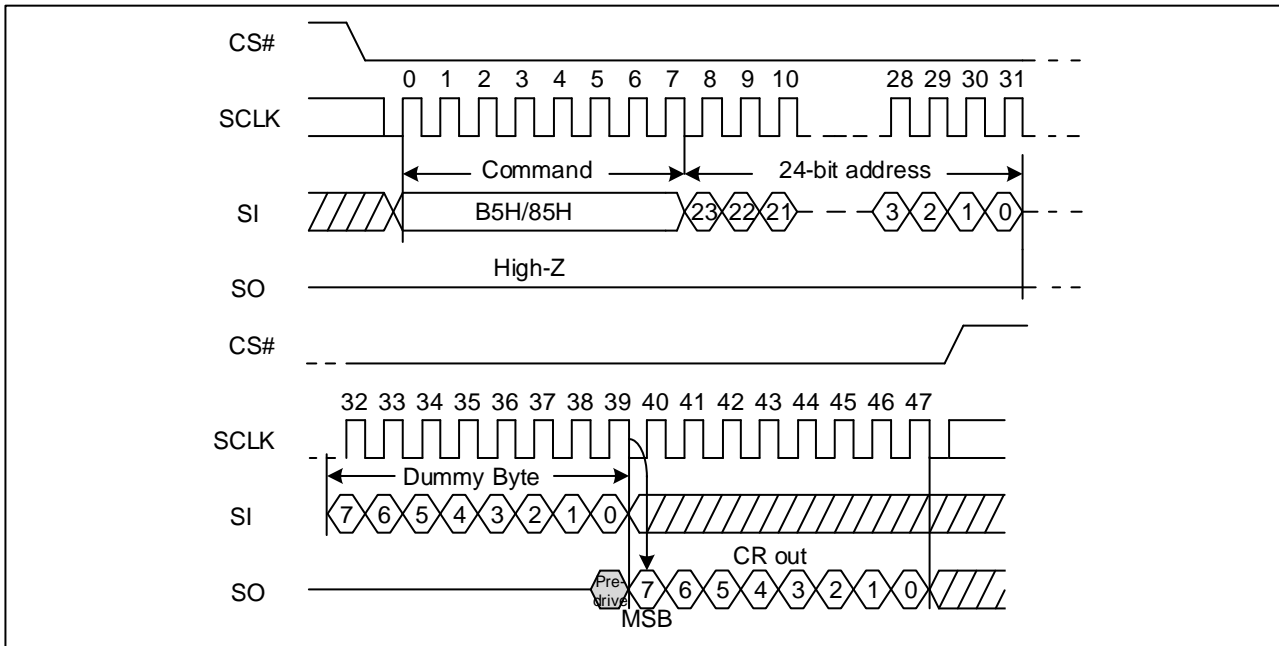 CS#
0 1 2 3 4 5 6 7 8 9 10 28 29 30 31
SCLK
Command 24-bit address
SI B5H/85H 23 22 21 3 2 1 0
High-Z
SO
CS#
32 33 34 35 36 37 38 39 40 41 42 43 44 45 46 47
SCLK
Dummy Byte
SI 7 6 5 4 3 2 1 0
CR out
SO Pre-drive 7 6 5 4 3 2 1 0
MSB